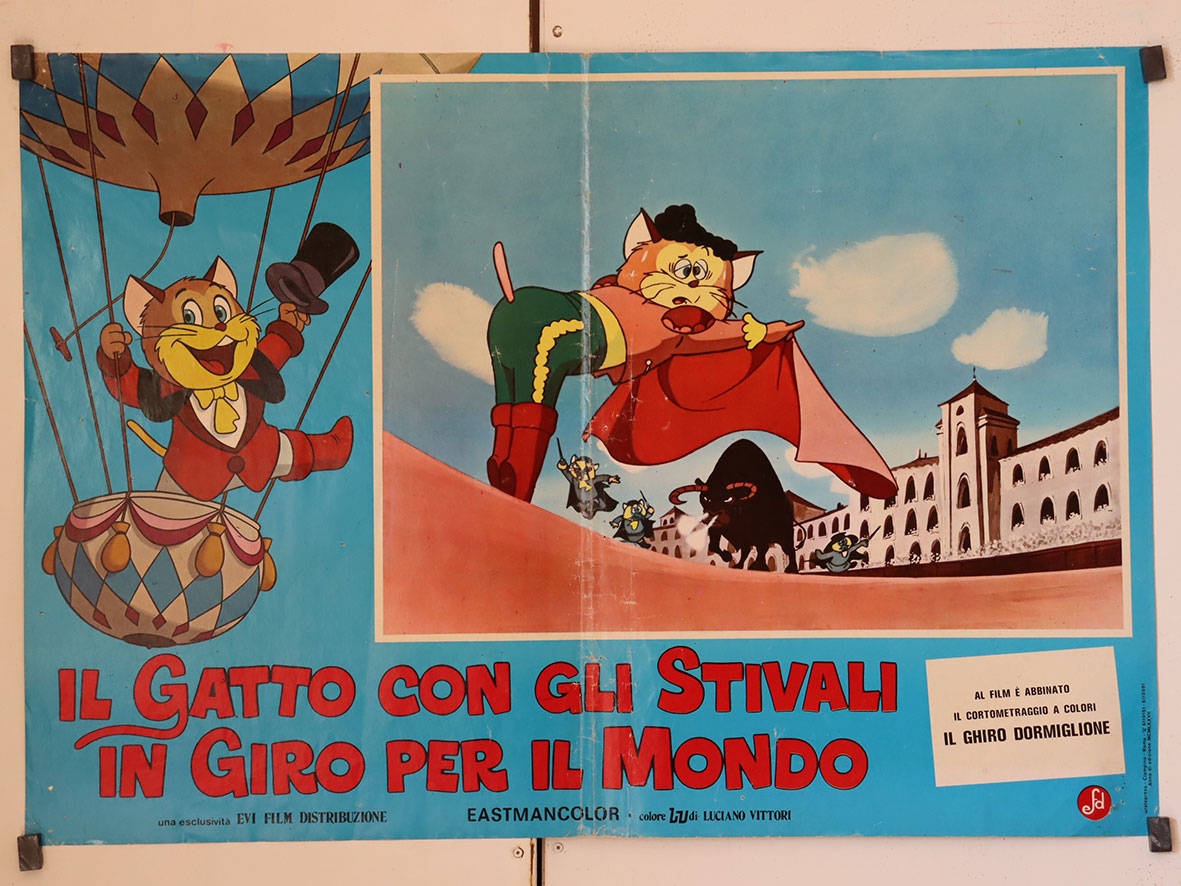 IL GATTO CON GLI STIVALI
IN GIRO PER IL MONDO
AL FILM È ABBINATO
IL CORTOMETRAGGIO A COLORI
IL GHIRO DORMIGLIONE
una esclusività EVI FILM DISTRIBUZIONE
EASTMANCOLOR • colore LV di LUCIANO VITTORI